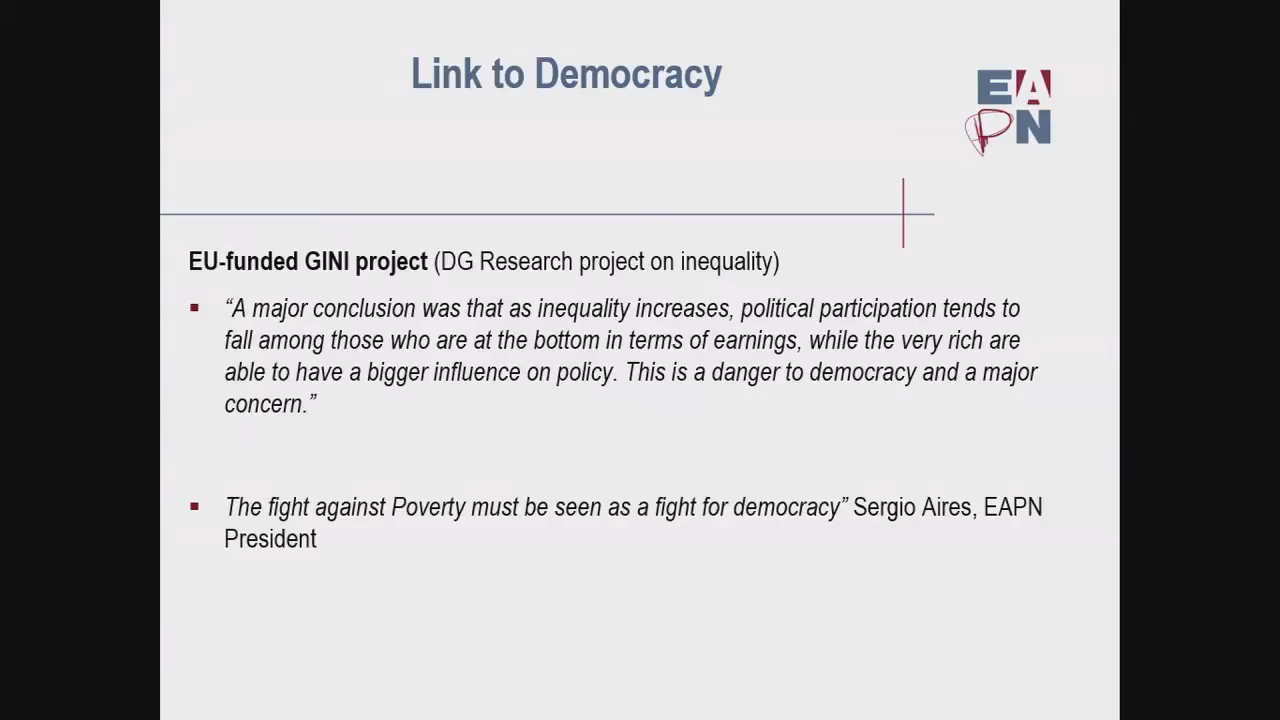 Link to Democracy
EA
PN
EU-funded GINI project (DG Research project on inequality)
▪ “A major conclusion was that as inequality increases, political participation tends to
fall among those who are at the bottom in terms of earnings, while the very rich are
able to have a bigger influence on policy. This is a danger to democracy and a major
concern.”
▪ The fight against Poverty must be seen as a fight for democracy” Sergio Aires, EAPN
President